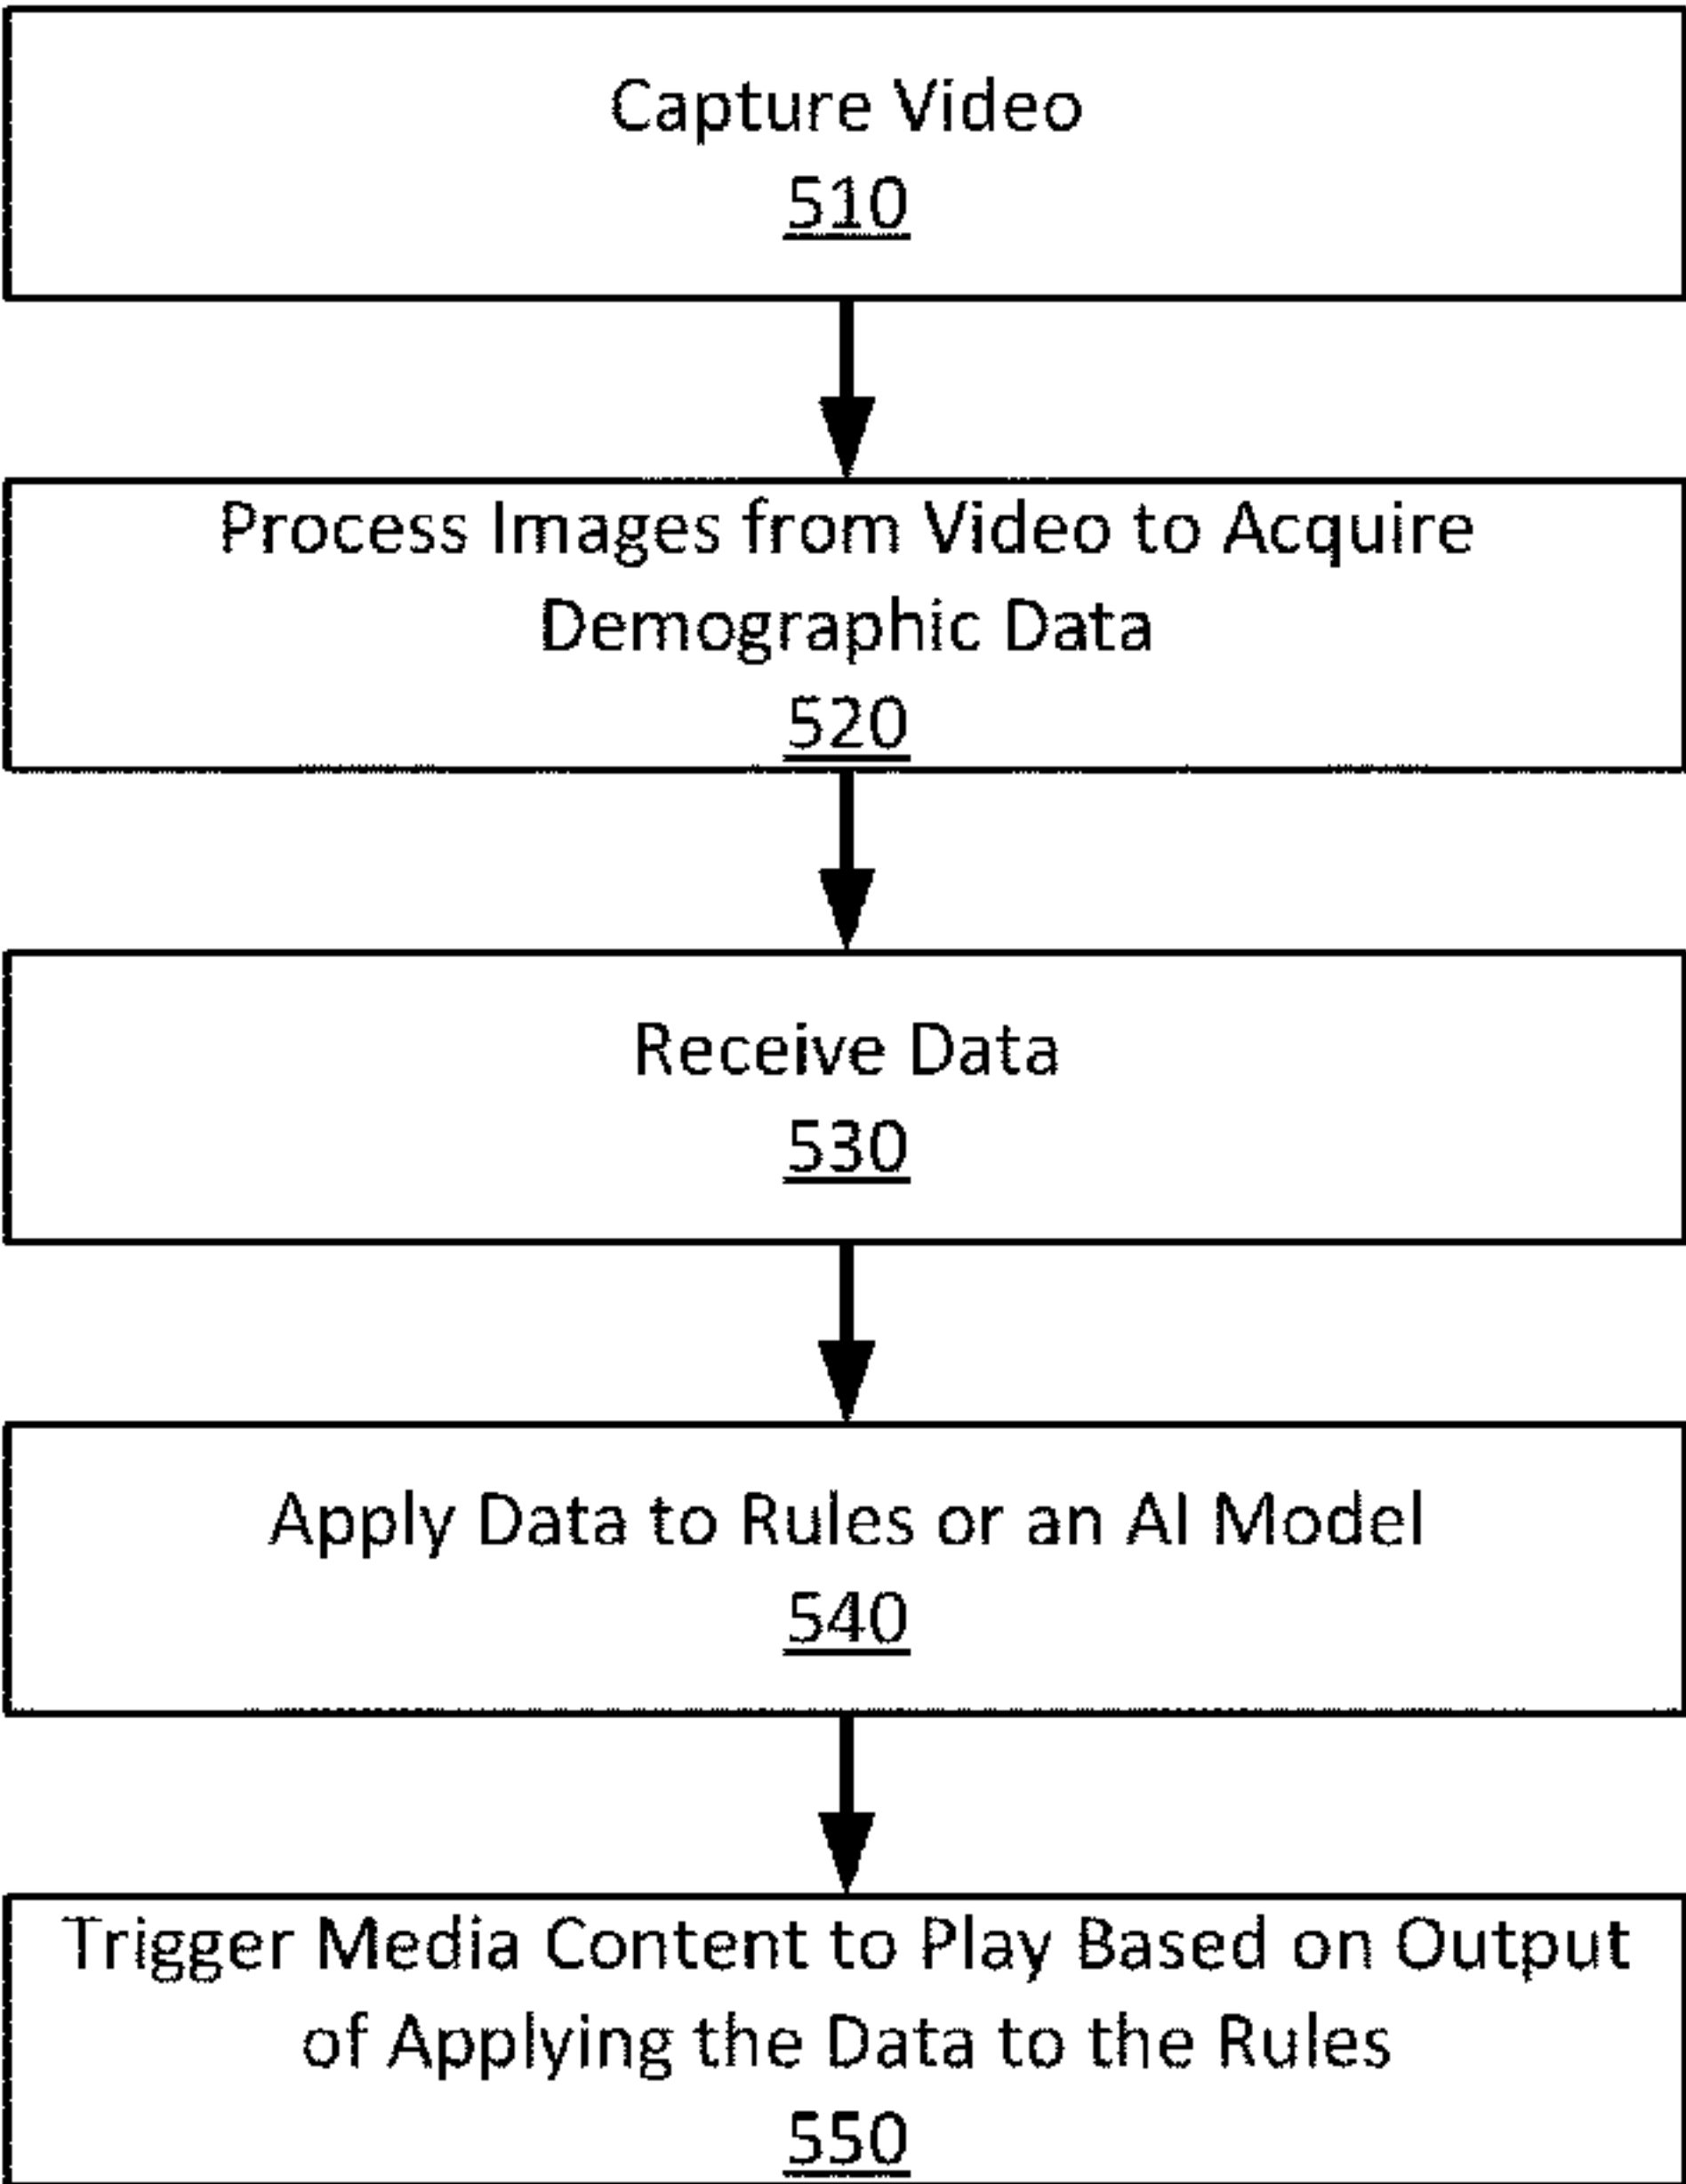 Capture Video
510
Process Images from Video to Acquire
Demographic Data
520
Receive Data
530
Apply Data to Rules or an AI Model
540
Trigger Media Content to Play Based on Output
of Applying the Data to the Rules
550